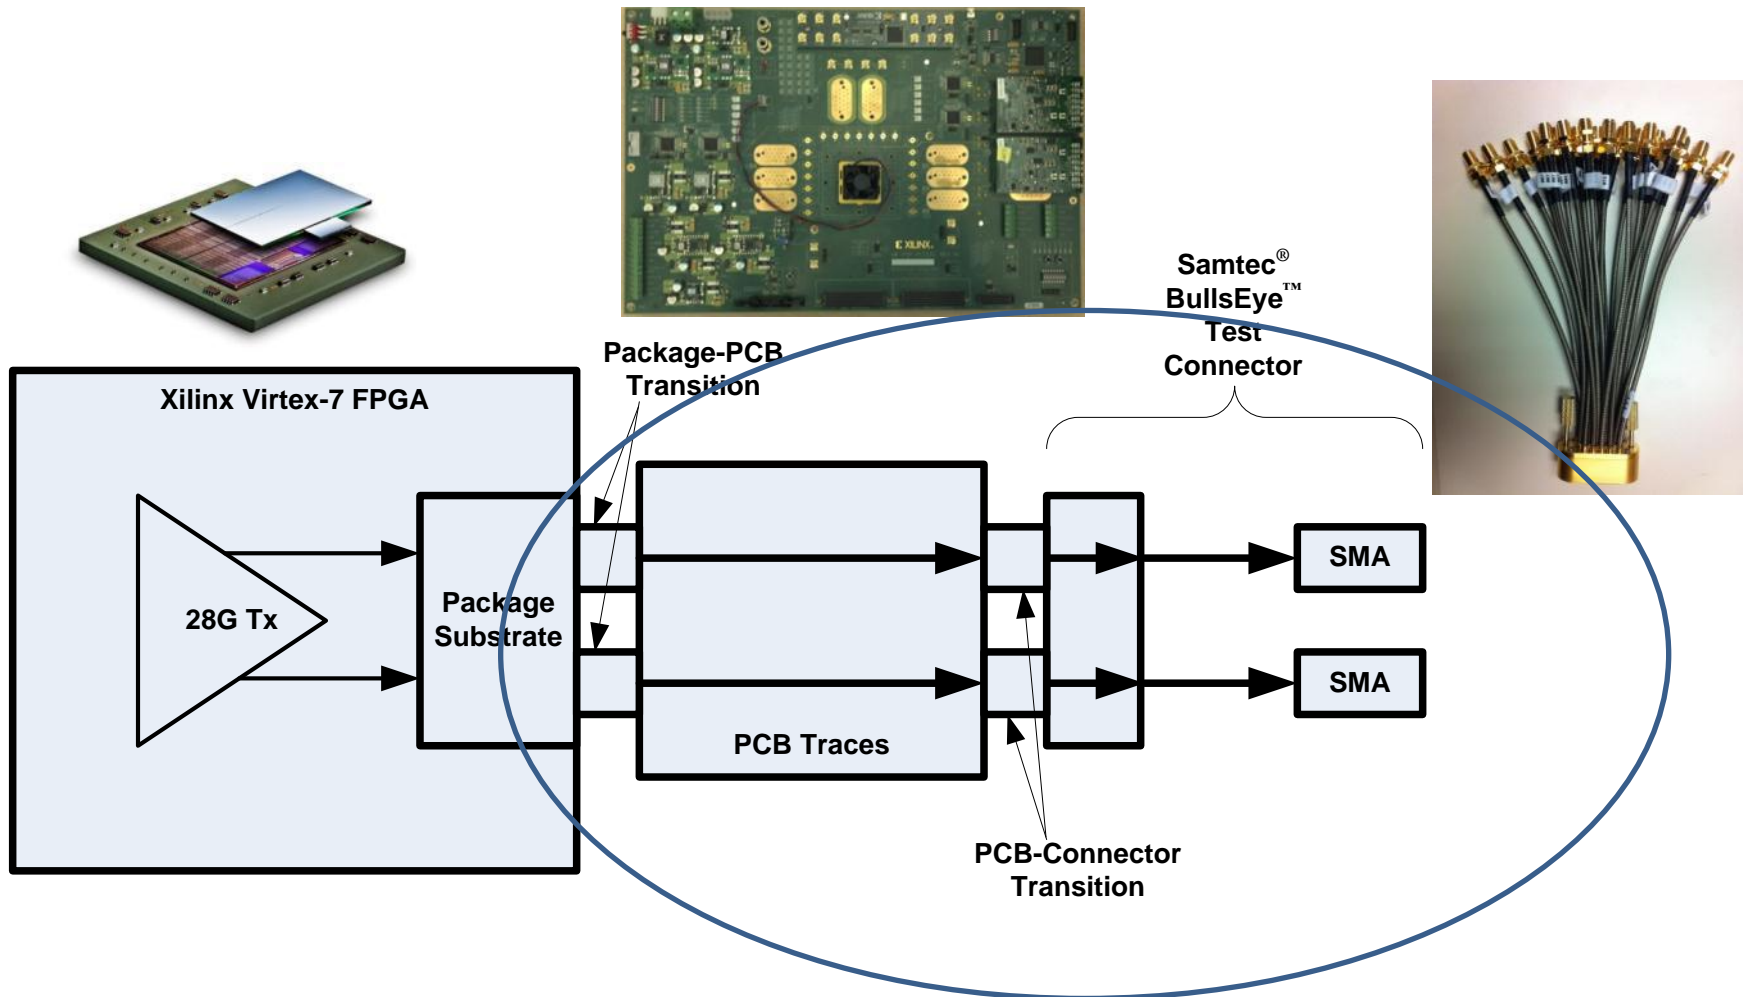 XILINX
Samtec®
BullsEye™
Test
Connector
Package-PCB
Transition
Xilinx Virtex-7 FPGA
28G Tx
Package
Substrate
PCB Traces
SMA
SMA
PCB-Connector
Transition